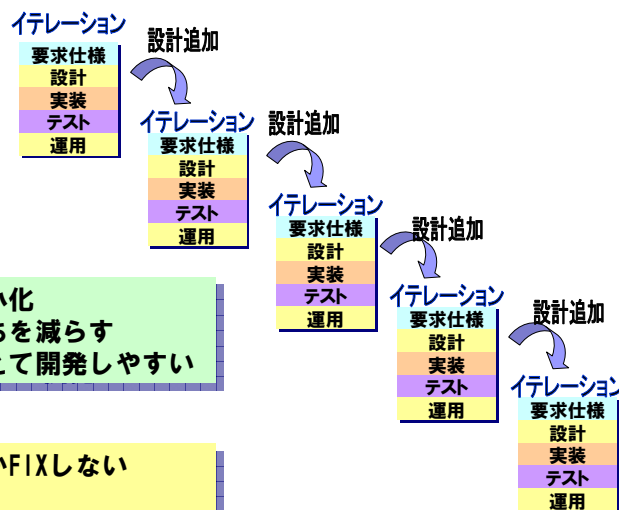 イテレーション
設計追加
要求仕様
設計
実装
テスト
運用
イテレーション
設計追加
要求仕様
設計
実装
テスト
運用
イテレーション
設計追加
要求仕様
設計
実装
テスト
運用
イテレーション
設計追加
要求仕様
設計
実装
テスト
運用
イテレーション
要求仕様
設計
実装
テスト
運用
小化
ちを減らす
えて開発しやすい
かFIXしない